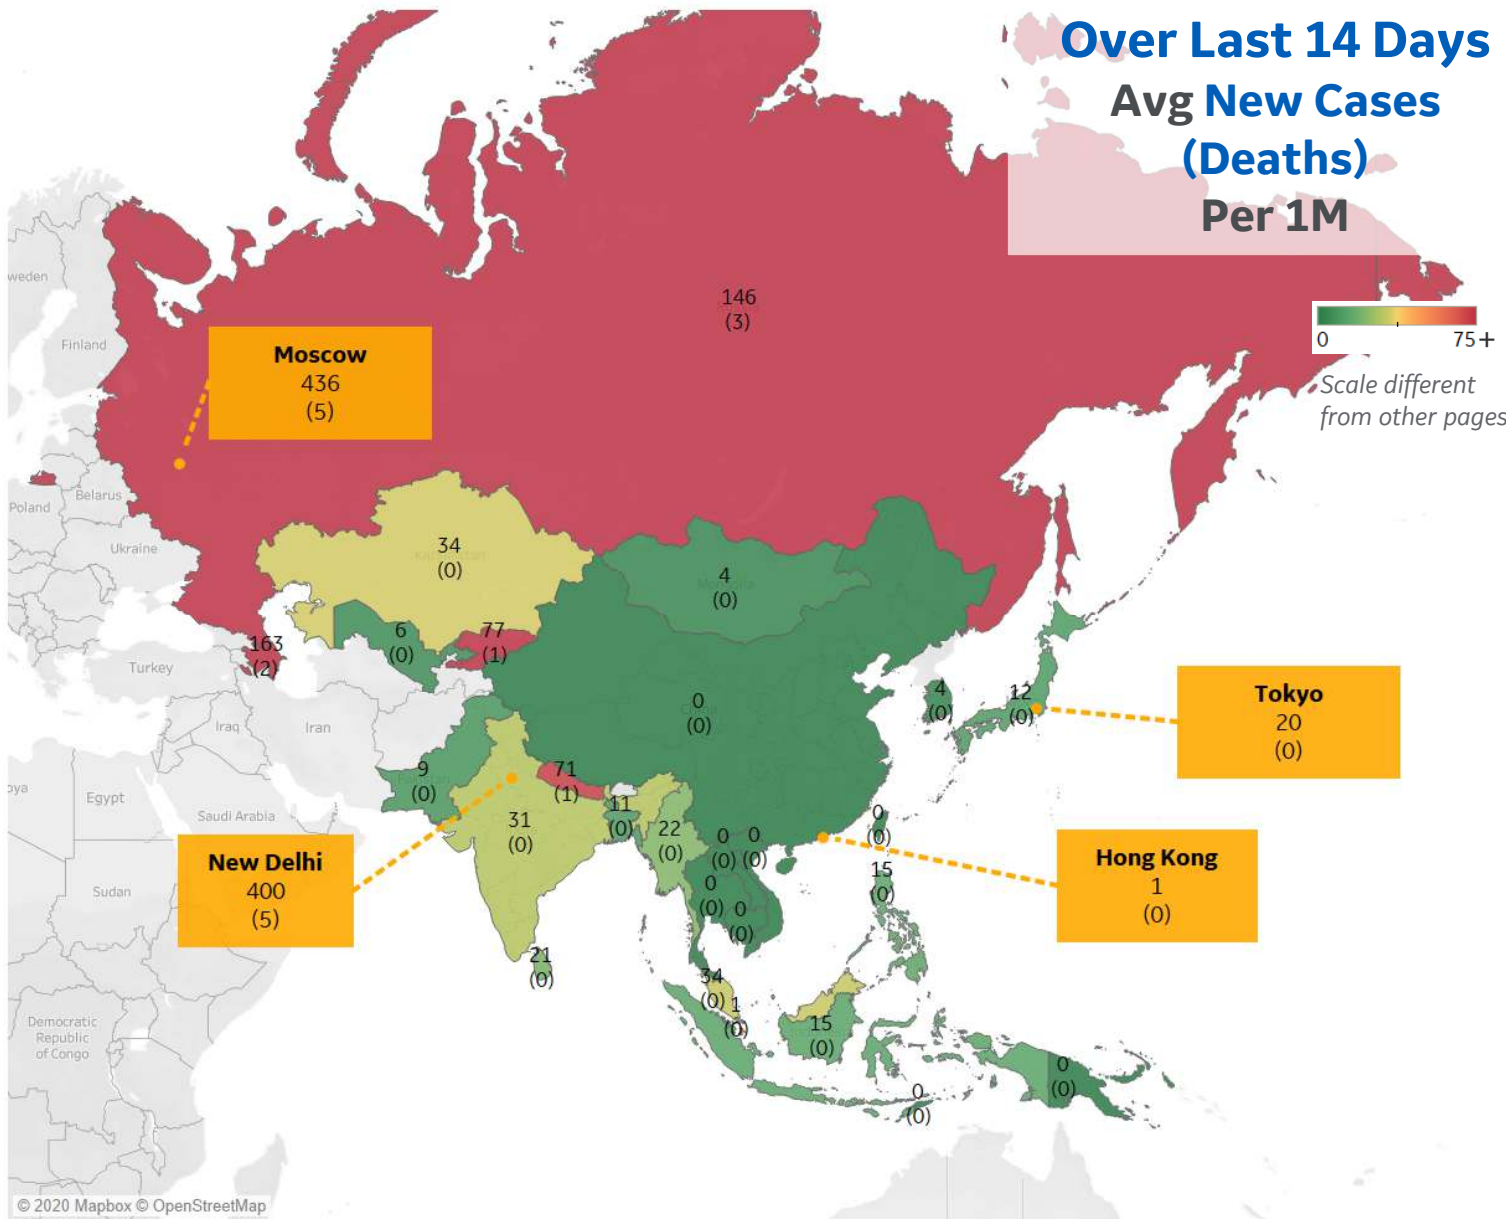 Over Last 14 Days
Avg New Cases
(Deaths)
Per 1M
0
75+
Scale different
from other pages
146
(3)
Moscow
436
(5)
weden
Finland
Belarus
Poland
Ukraine
34
(0)
4
(0)
6
(0)
77
(1)
163
(2)
Turkey
Iraq
Iran
0
(0)
4
(0)
12
(0)
Tokyo
20
(0)
9
(0)
71
(1)
11
(0)
31
(0)
22
(0)
0
(0)
0
(0)
0
(0)
0
(0)
0
(0)
15
(0)
Hong Kong
1
(0)
New Delhi
400
(5)
oya
Egypt
Saudi Arabia
Sudan
21
(0)
34
(0)
1
(0)
15
(0)
0
(0)
0
(0)
Democratic
Republic
of Congo
© 2020 Mapbox © OpenStreetMap